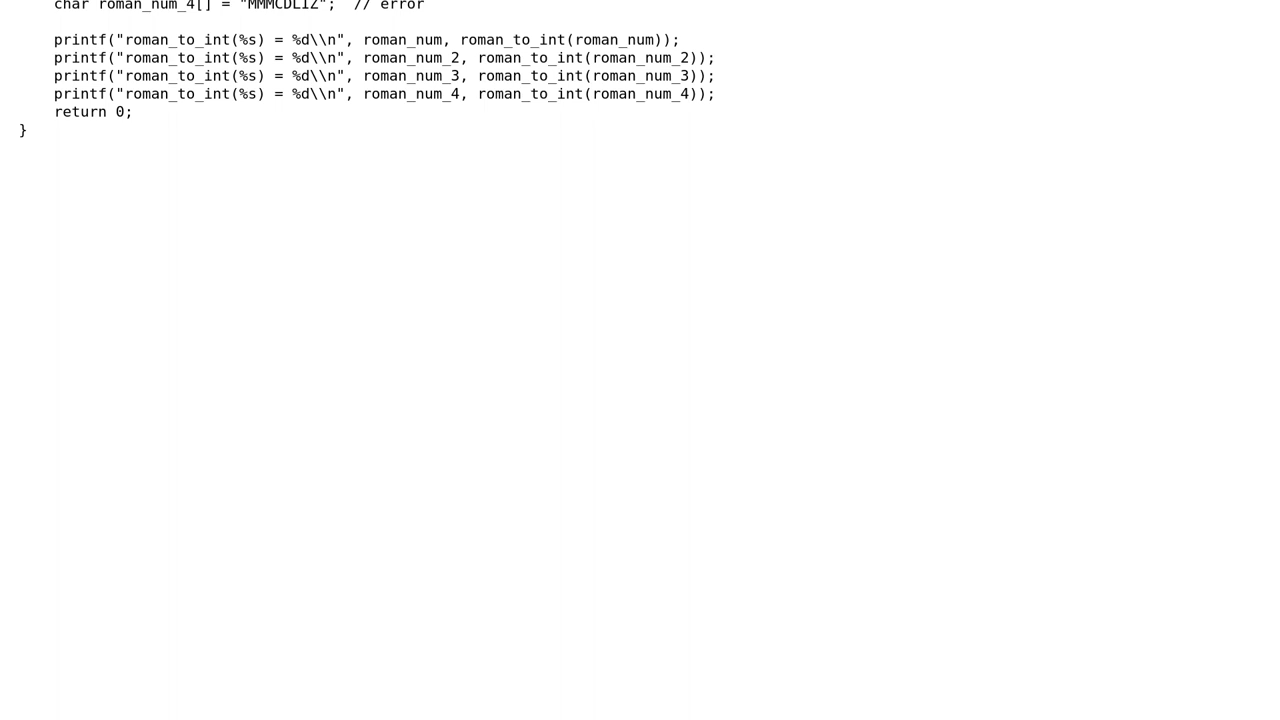 char roman_num_4[] = "MMMCDLIZ";  // error
printf("roman_to_int(%s) = %d\\n", roman_num, roman_to_int(roman_num));
printf("roman_to_int(%s) = %d\\n", roman_num_2, roman_to_int(roman_num_2));
printf("roman_to_int(%s) = %d\\n", roman_num_3, roman_to_int(roman_num_3));
printf("roman_to_int(%s) = %d\\n", roman_num_4, roman_to_int(roman_num_4));
return 0;
}